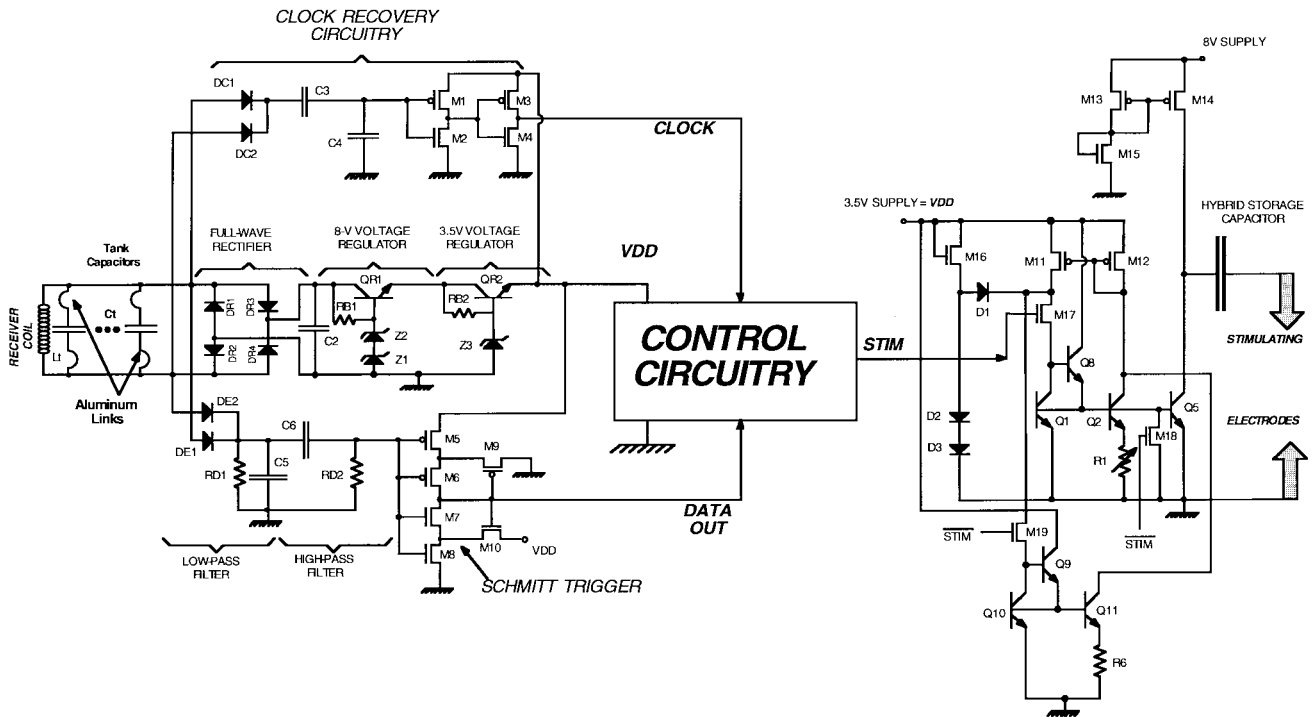 CLOCK RECOVERY
CIRCUITRY
DC1
C3
M1
M3
DC2
C4
M2
M4
CLOCK
8V SUPPLY
M13
M14
M15
3.5V SUPPLY = VDD
HYBRID STORAGE
CAPACITOR
FULL-WAVE
RECTIFIER
8-V VOLTAGE
REGULATOR
3.5V VOLTAGE
REGULATOR
VDD
Tank
Capacitors
QR1
QR2
M16
M11
M12
RECEIVER
COIL
Lt
Ct
DR1
DR3
DR2
DR4
C2
RB1
Z2
Z1
RB2
Z3
D1
M17
CONTROL
CIRCUITRY
STIM
STIMULATING
Q8
Aluminum
Links
DE2
DE1
C6
RD1
C5
RD2
M5
M9
M6
M7
M10
M8
VDD
DATA
OUT
D2
D3
Q1
Q2
M18
Q5
R1
ELECTRODES
STIM
M19
STIM
LOW-PASS
FILTER
HIGH-PASS
FILTER
SCHMITT TRIGGER
Q9
Q10
Q11
R6